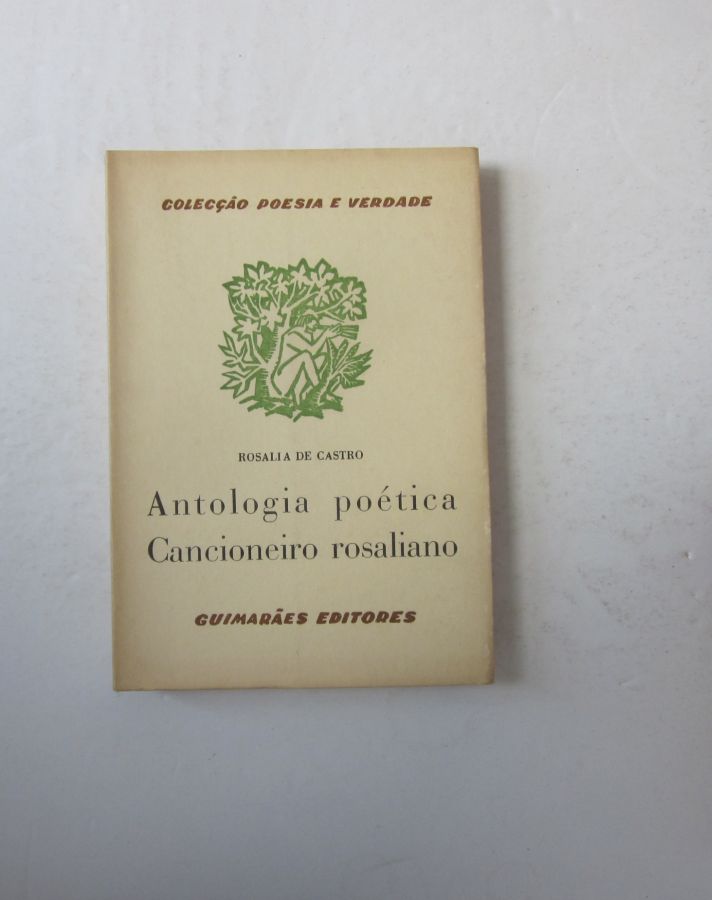 COLECÇÃO POESIA E VERDADE
ROSALIA DE CASTRO
Antologia poética
Cancioneiro rosaliano
GUIMARÃES EDITORES